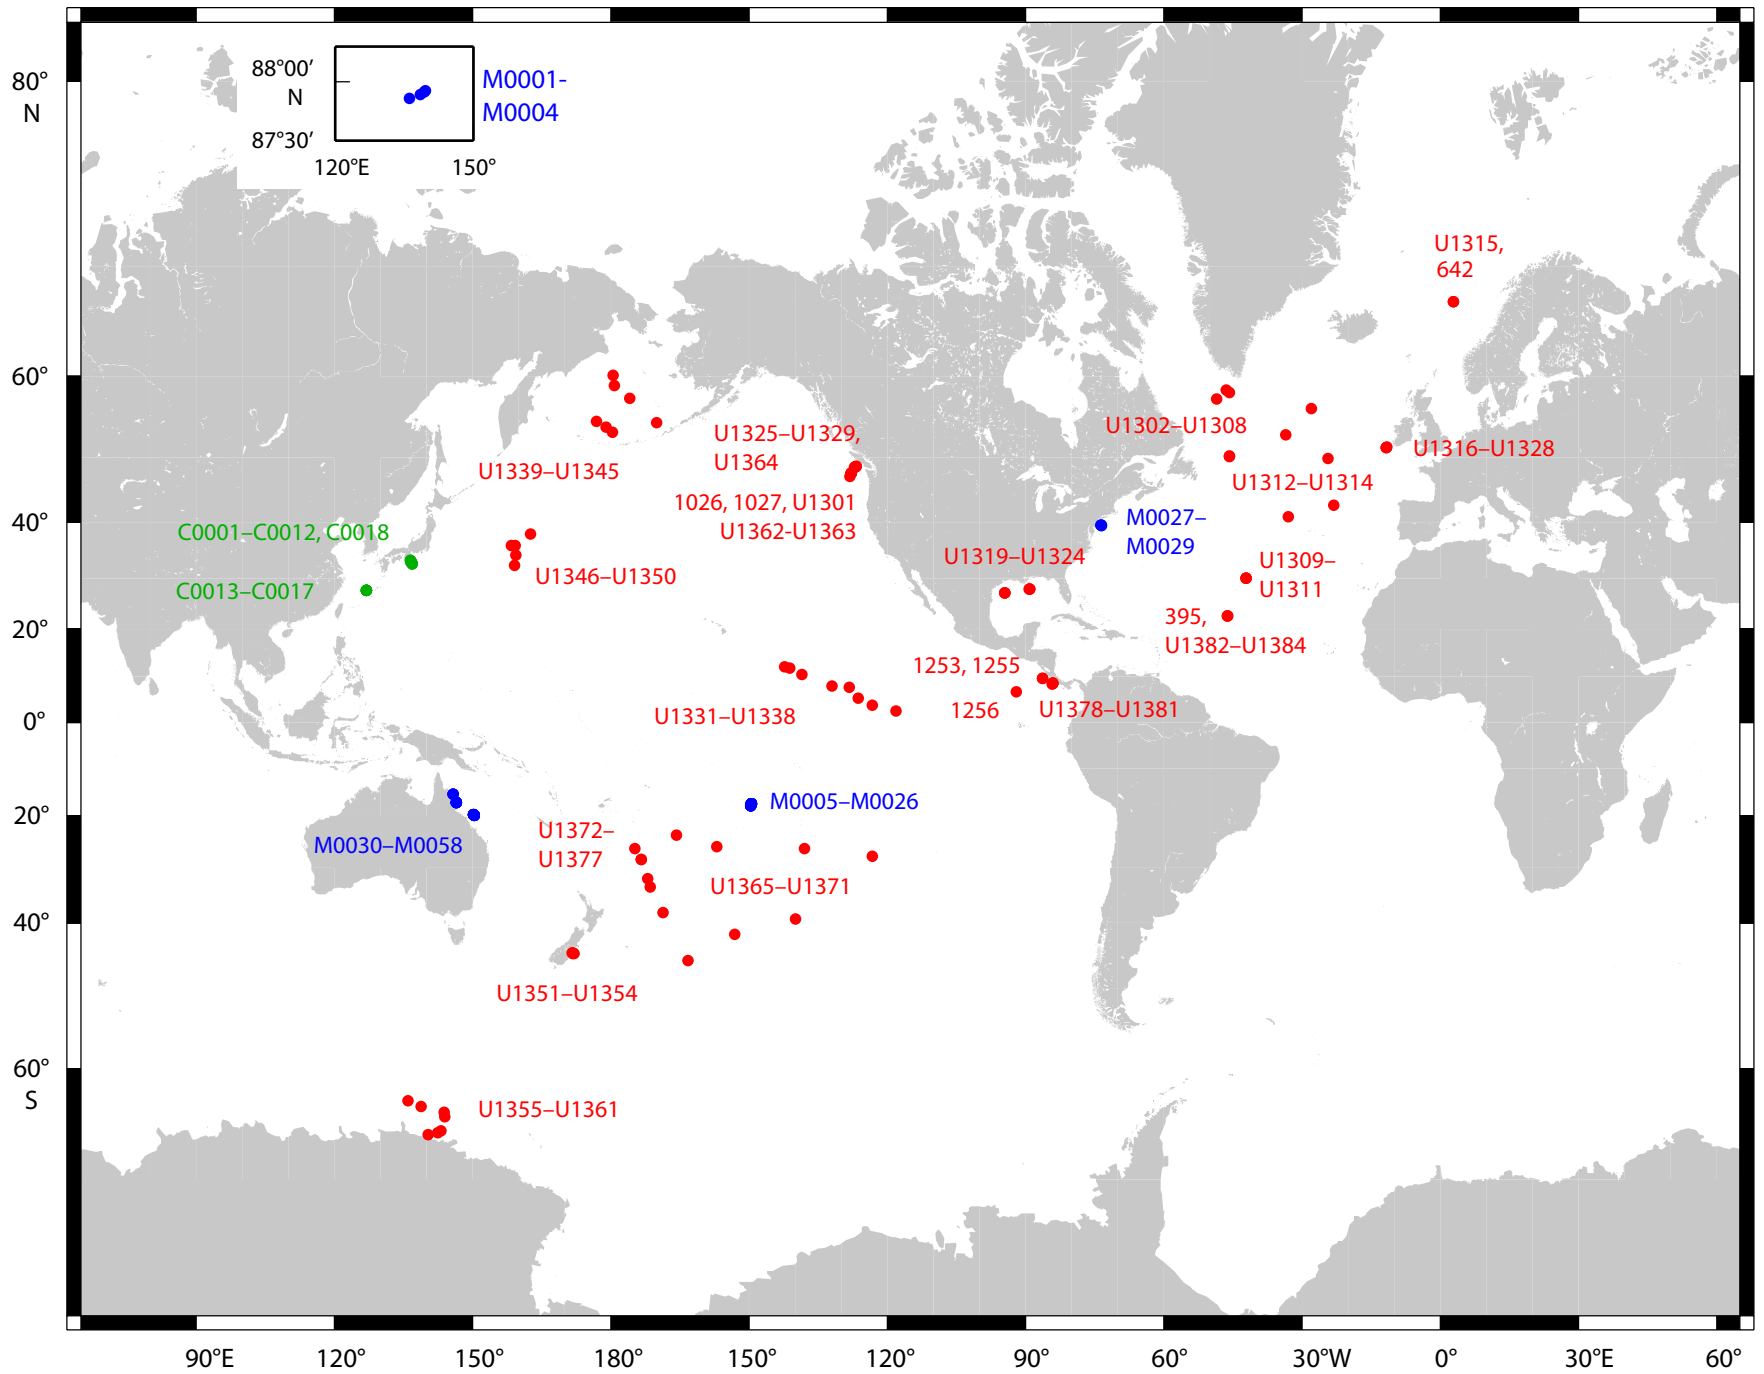 88°00′
N
87°30′
120°E
150°
M0001-
M0004
80°
N
U1315,
642
60°
U1302–U1308
U1325–U1329,
U1364
U1316–U1328
U1339–U1345
U1312–U1314
1026, 1027, U1301
U1362-U1363
M0027–
M0029
40°
C0001–C0012, C0018
U1319–U1324
U1309–
U1311
U1346–U1350
C0013–C0017
395,
U1382–U1384
20°
1253, 1255
1256
U1378–U1381
U1331–U1338
0°
M0005–M0026
20°
U1372–
U1377
M0030–M0058
U1365–U1371
40°
U1351–U1354
60°
S
U1355–U1361
90°E
120°
150°
180°
150°
120°
90°
60°
30°W
0°
30°E
60°